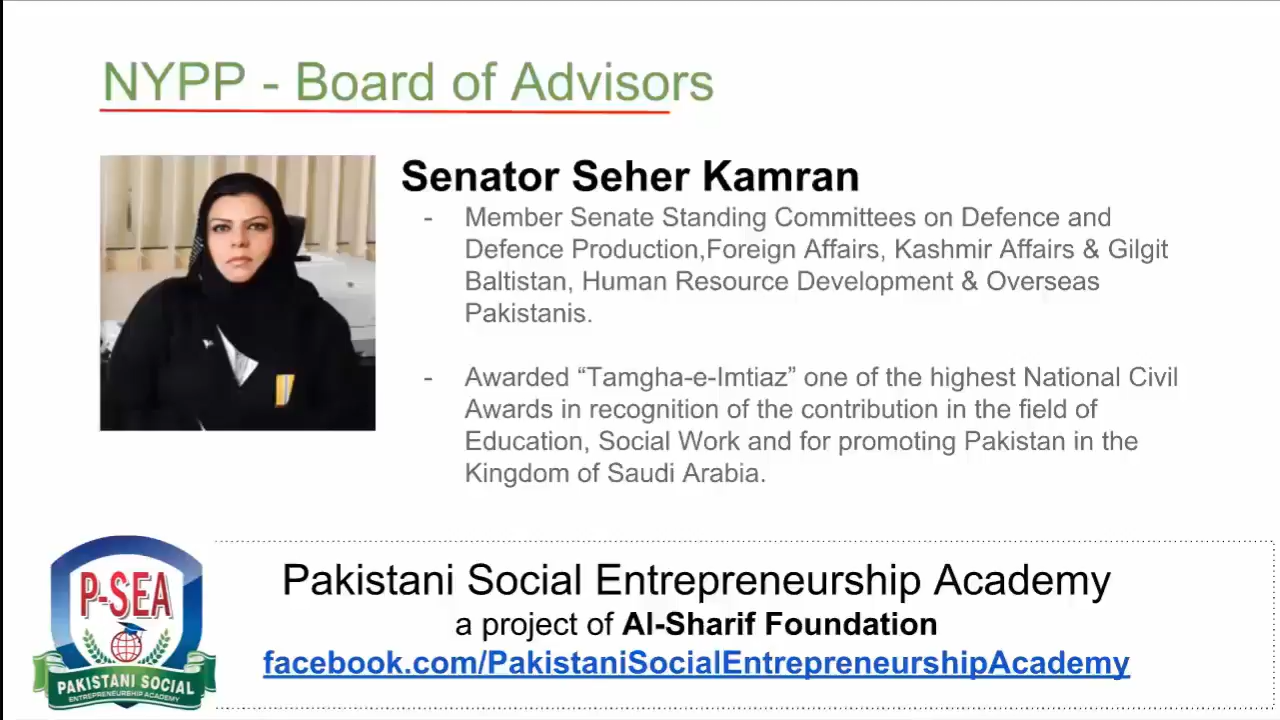 NYPP - Board of Advisors
Senator Seher Kamran
- Member Senate Standing Committees on Defence and
Defence Production,Foreign Affairs, Kashmir Affairs & Gilgit
Baltistan, Human Resource Development & Overseas
Pakistanis.
- Awarded “Tamgha-e-Imtiaz” one of the highest National Civil
Awards in recognition of the contribution in the field of
Education, Social Work and for promoting Pakistan in the
Kingdom of Saudi Arabia.
P-SEA
PAKISTANI SOCIAL
ENTREPRENEURSHIP ACADEMY
Pakistani Social Entrepreneurship Academy
a project of Al-Sharif Foundation
facebook.com/PakistaniSocialEntrepreneurshipAcademy